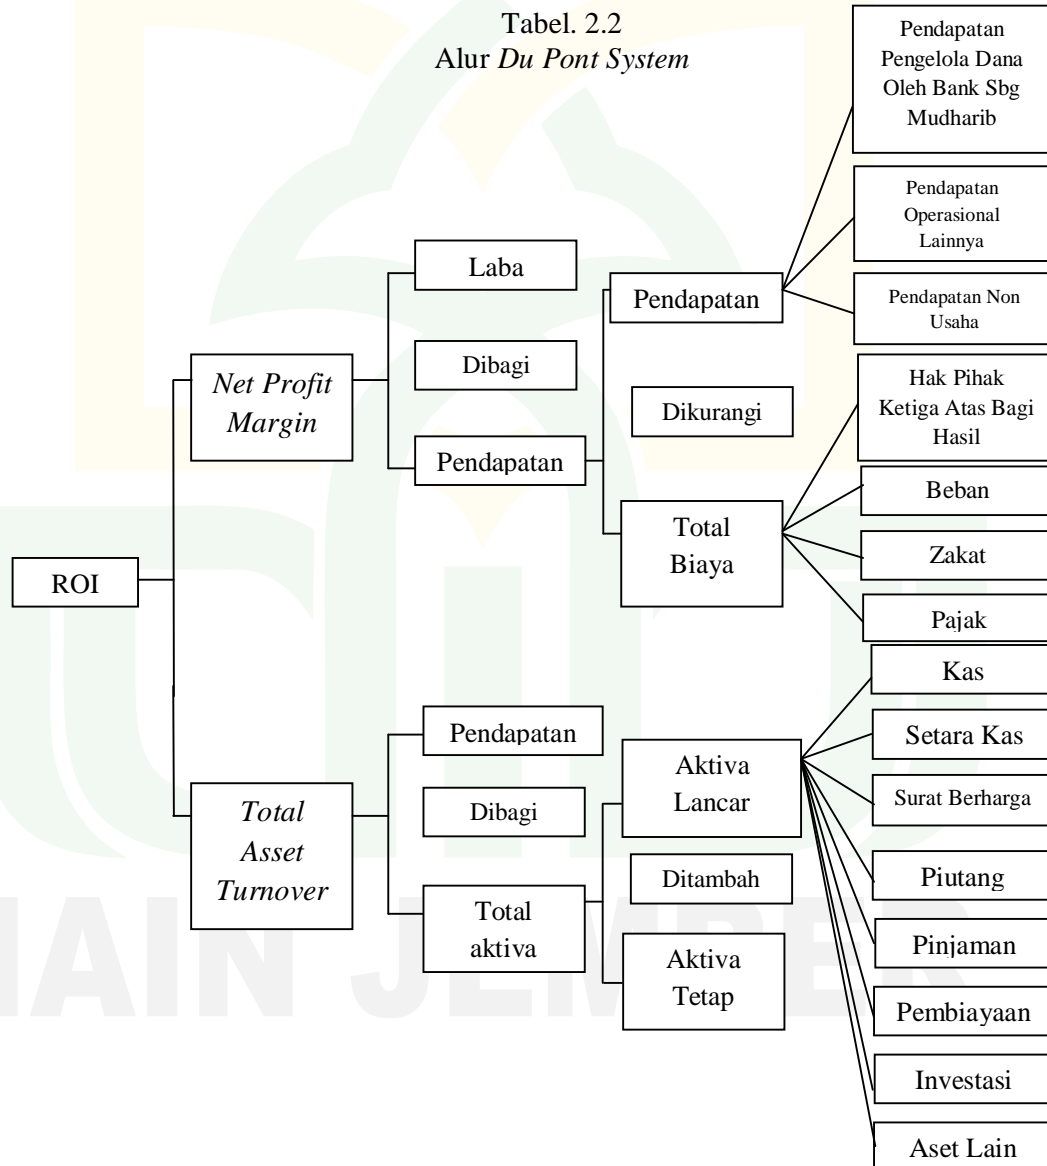 Tabel. 2.2
Alur Du Pont System
Pendapatan
Pengelola Dana
Oleh Bank Sbg
Mudharib
Pendapatan
Operasional
Lainnya
Laba
Pendapatan
Pendapatan Non
Usaha
Net Profit
Margin
Dibagi
Dikurangi
Hak Pihak
Ketiga Atas Bagi
Hasil
Pendapatan
Beban
Total
Biaya
Zakat
ROI
Pajak
Kas
Pendapatan
Setara Kas
Aktiva
Lancar
Total
Asset
Turnover
Dibagi
Surat Berharga
Ditambah
Piutang
Total
aktiva
Pinjaman
Aktiva
Tetap
Pembiayaan
Investasi
Aset Lain
IAIN JEMBER